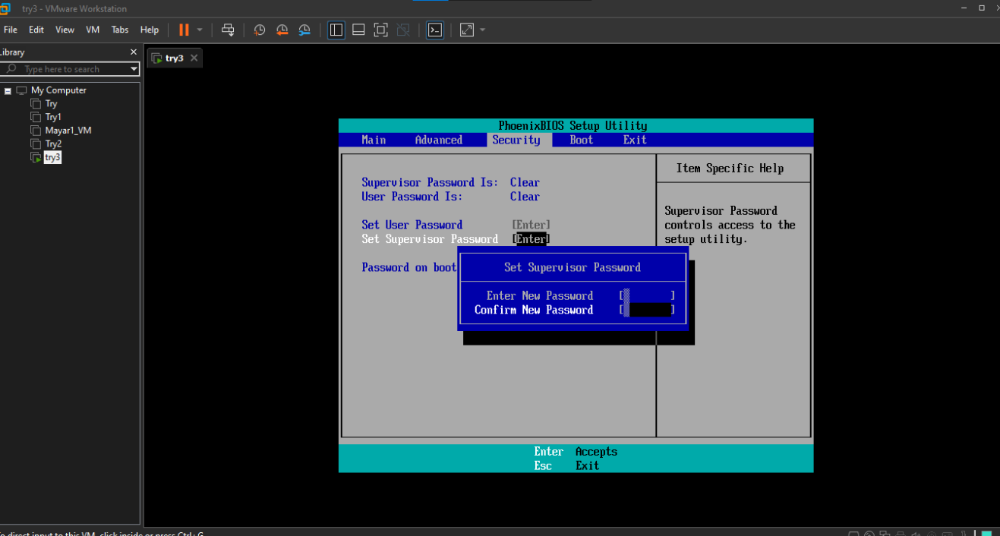 try3 - VMware Workstation
File Edit View VM Tabs Help
Library
Type here to search
My Computer
Try
Try1
Mayar1_VM
Try2
try3
try3
PhoenixBIOS Setup Utility
Main Advanced Security Boot Exit
Item Specific Help
Supervisor Password Is: Clear
User Password Is: Clear
Set User Password [Enter]
Set Supervisor Password [Enter]
Password on boot
Supervisor Password
controls access to the
setup utility.
Set Supervisor Password
Enter New Password [ ]
Confirm New Password [ ]
Enter Accepts
Esc Exit
o direct input to this VM, click inside or press Ctrl+G.